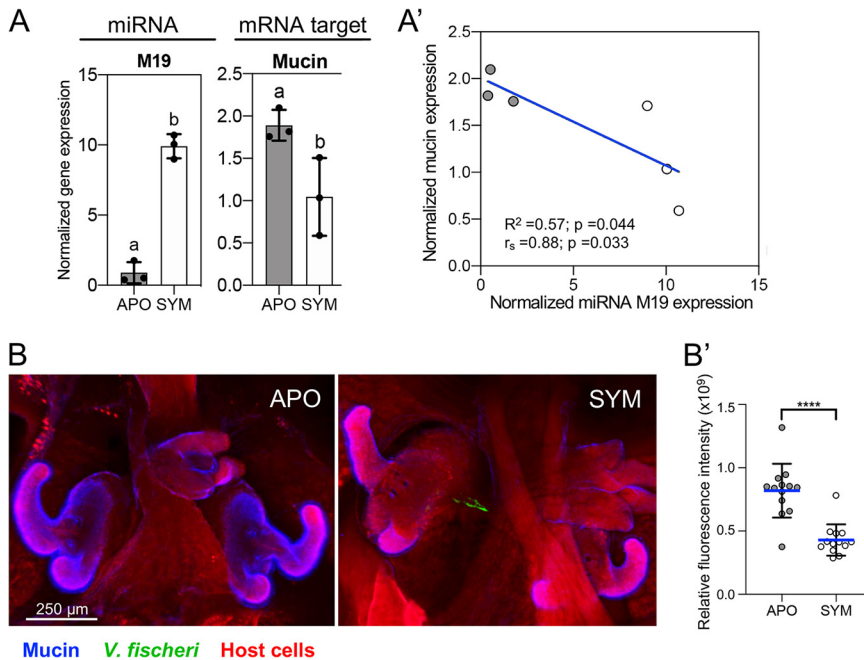 A
miRNA
mRNA target
M19
Mucin
Normalized gene expression
15
10
5
0
a
b
APO SYM
2.5
2.0
1.5
1.0
0.5
0.0
a
b
APO SYM
A’
Normalized mucin expression
2.5
2.0
1.5
1.0
0.5
0.0
R² =0.57; p =0.044
rs =0.88; p =0.033
0
5
10
15
Normalized miRNA M19 expression
B
APO
SYM
250 µm
Mucin V. fischeri Host cells
B’
Relative fluorescence intensity (x10⁹)
1.5
1.0
0.5
0.0
****
APO
SYM